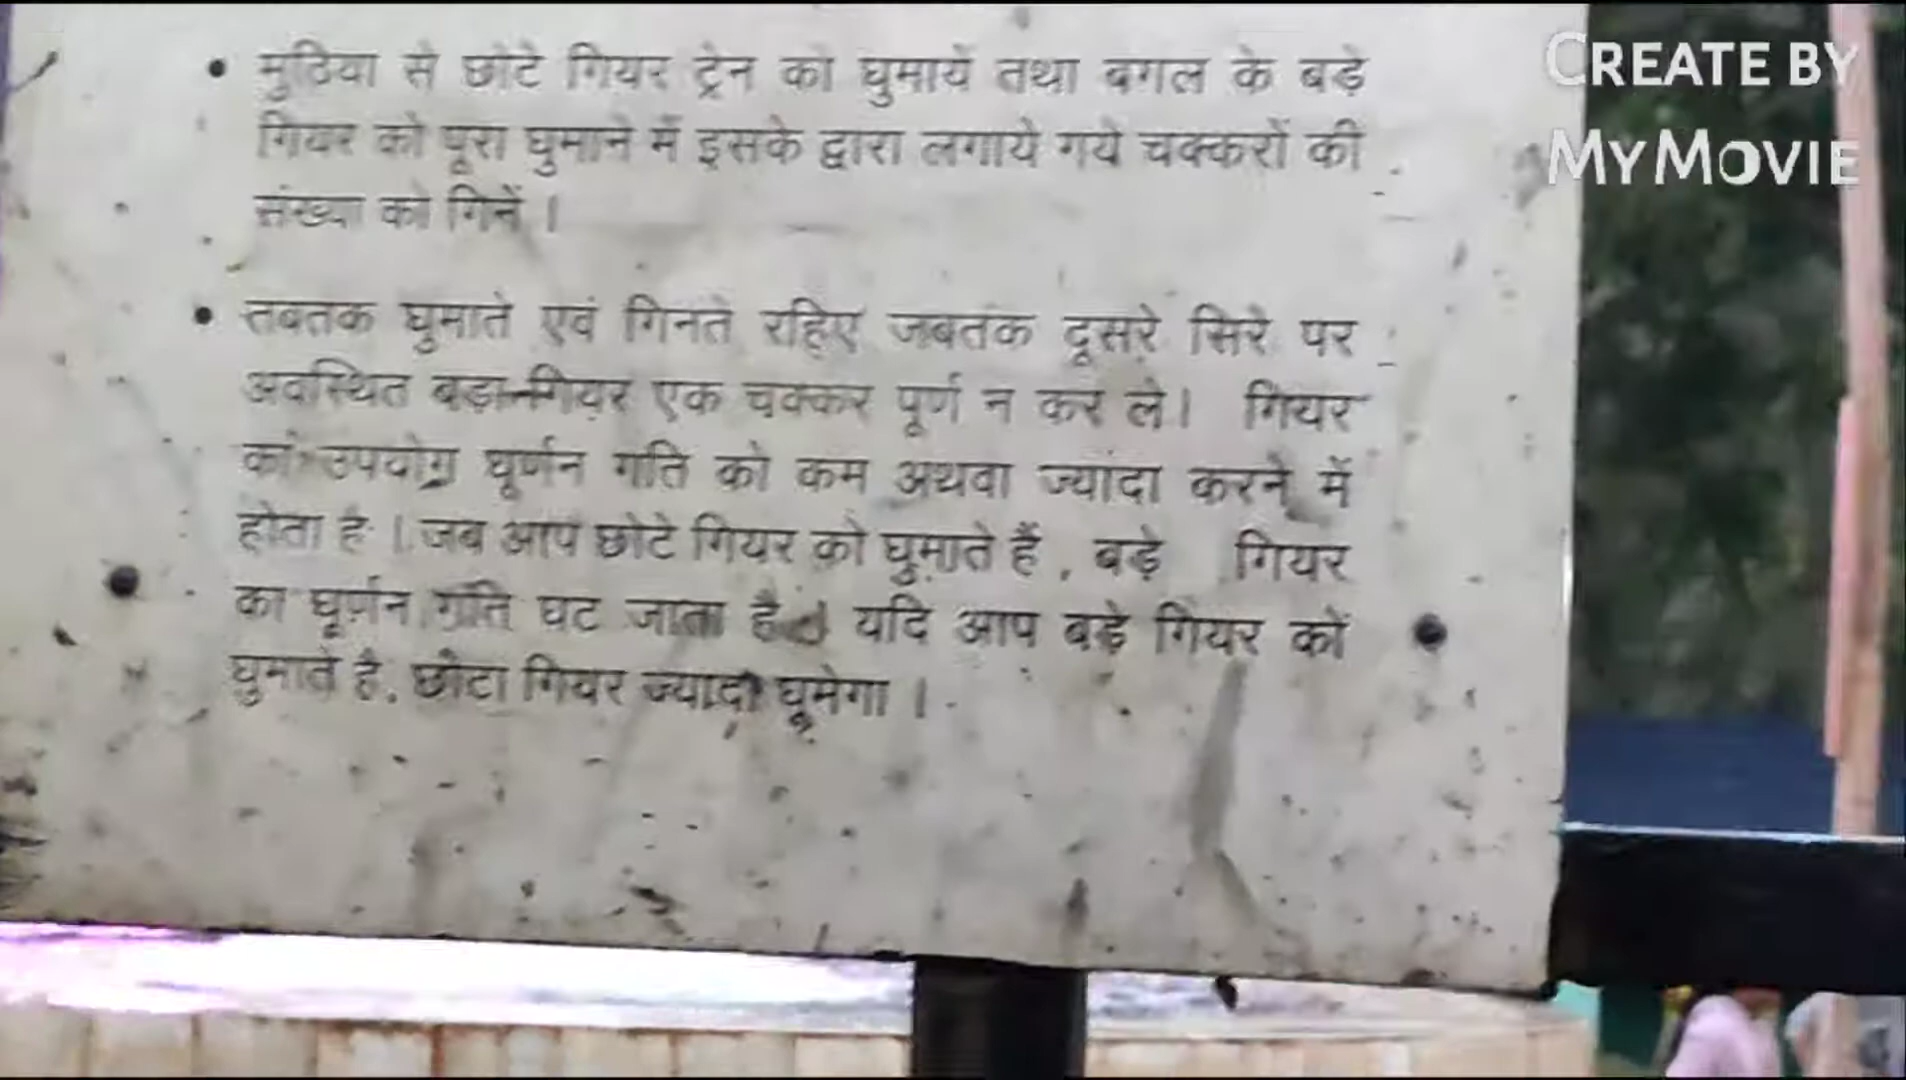 • मुठिया से छोटे गियर ट्रेन को घुमायें तथा बगल के बड़े
गियर को पूरा घुमाने में इसके द्वारा लगाये गये चक्करों की
संख्या को गिनें ।
• तबतक घुमाते एवं गिनते रहिए जबतक दूसरे सिरे पर
अवस्थित बड़ा गियर एक चक्कर पूर्ण न कर ले। गियर
का उपयोग घूर्णन गति को कम अथवा ज्यादा करने में
होता है । जब आप छोटे गियर को घुमाते हैं , बड़े गियर
का घूर्णन गति घट जाता है । यदि आप बड़े गियर को
घुमाते है, छोटा गियर ज्यादा घूमेगा ।
CREATE BY
MYMOVIE